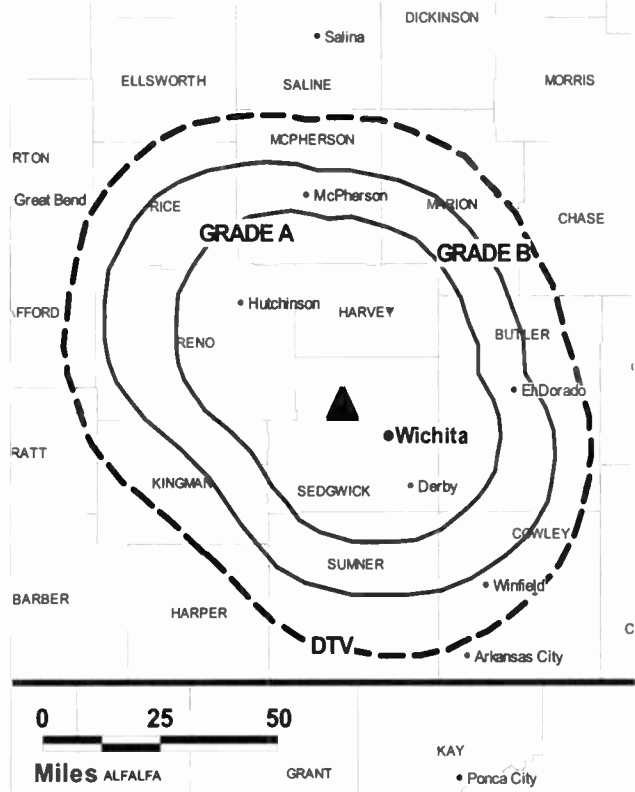 DICKINSON
Salina
ELLSWORTH
SALINE
MORRIS
MCPHERSON
RTON
Great Bend
McPherson
RICE
MARION
CHASE
GRADE A
GRADE B
Hutchinson
HARVEY
FFORD
BUTLER
RENO
El Dorado
Wichita
RATT
KINGMAN
SEDGWICK
Derby
COWLEY
SUMNER
Winfield
BARBER
HARPER
C
DTV
Arkansas City
0 25 50
KAY
Miles
ALFALFA
GRANT
Ponca City